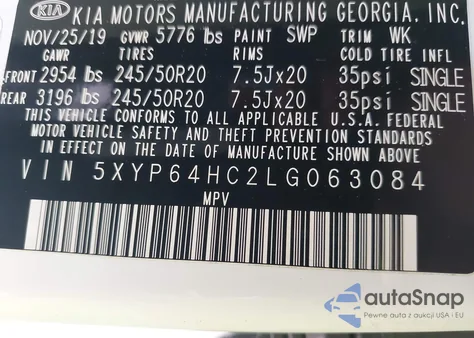 KIA KIA MOTORS MANUFACTURING GEORGIA, INC.
NOV/25/19 GVWR 5776 lbs PAINT SWP TRIM WK
GAWR TIRES RIMS COLD TIRE INFL
FRONT 2954 lbs 245/50R20 7.5Jx20 35psi SINGLE
REAR 3196 lbs 245/50R20 7.5Jx20 35psi SINGLE
THIS VEHICLE CONFORMS TO ALL APPLICABLE U.S.A. FEDERAL
MOTOR VEHICLE SAFETY AND THEFT PREVENTION STANDARDS
IN EFFECT ON THE DATE OF MANUFACTURE SHOWN ABOVE
VIN 5XYP64HC2LG063084
MPV
autoSnap
Pewne auta z aukcji USA i EU